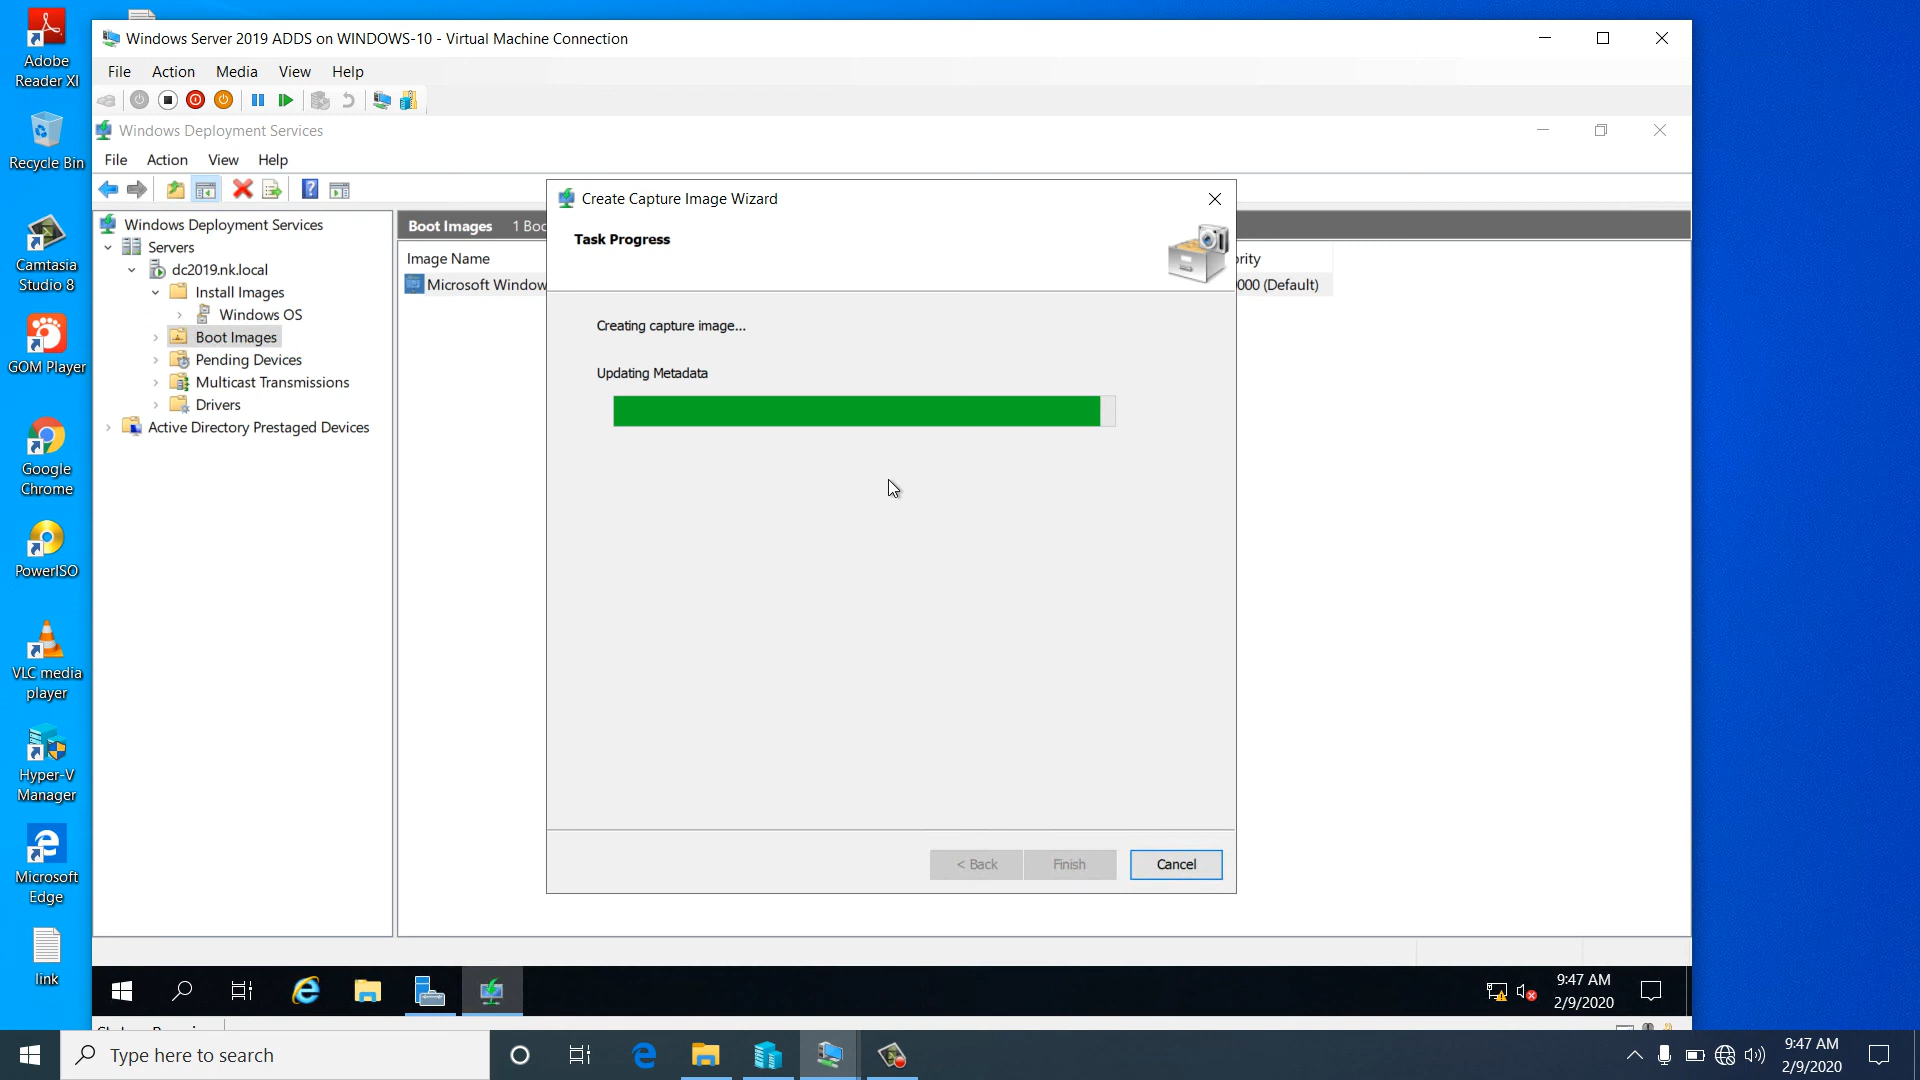 Adobe
Reader XI
Recycle Bin
Camtasia
Studio 8
GOM Player
Google
Chrome
PowerISO
VLC media
player
Hyper-V
Manager
Microsoft
Edge
link
Windows Server 2019 ADDS on WINDOWS-10 - Virtual Machine Connection
File Action Media View Help
Windows Deployment Services
File Action View Help
Windows Deployment Services
Servers
dc2019.nk.local
Install Images
Windows OS
Boot Images
Pending Devices
Multicast Transmissions
Drivers
Active Directory Prestaged Devices
Boot Images 1 Boo
Image Name
Microsoft Window
ority
000 (Default)
Create Capture Image Wizard
Task Progress
Creating capture image...
Updating Metadata
< Back Finish Cancel
9:47 AM
2/9/2020
Type here to search
9:47 AM
2/9/2020